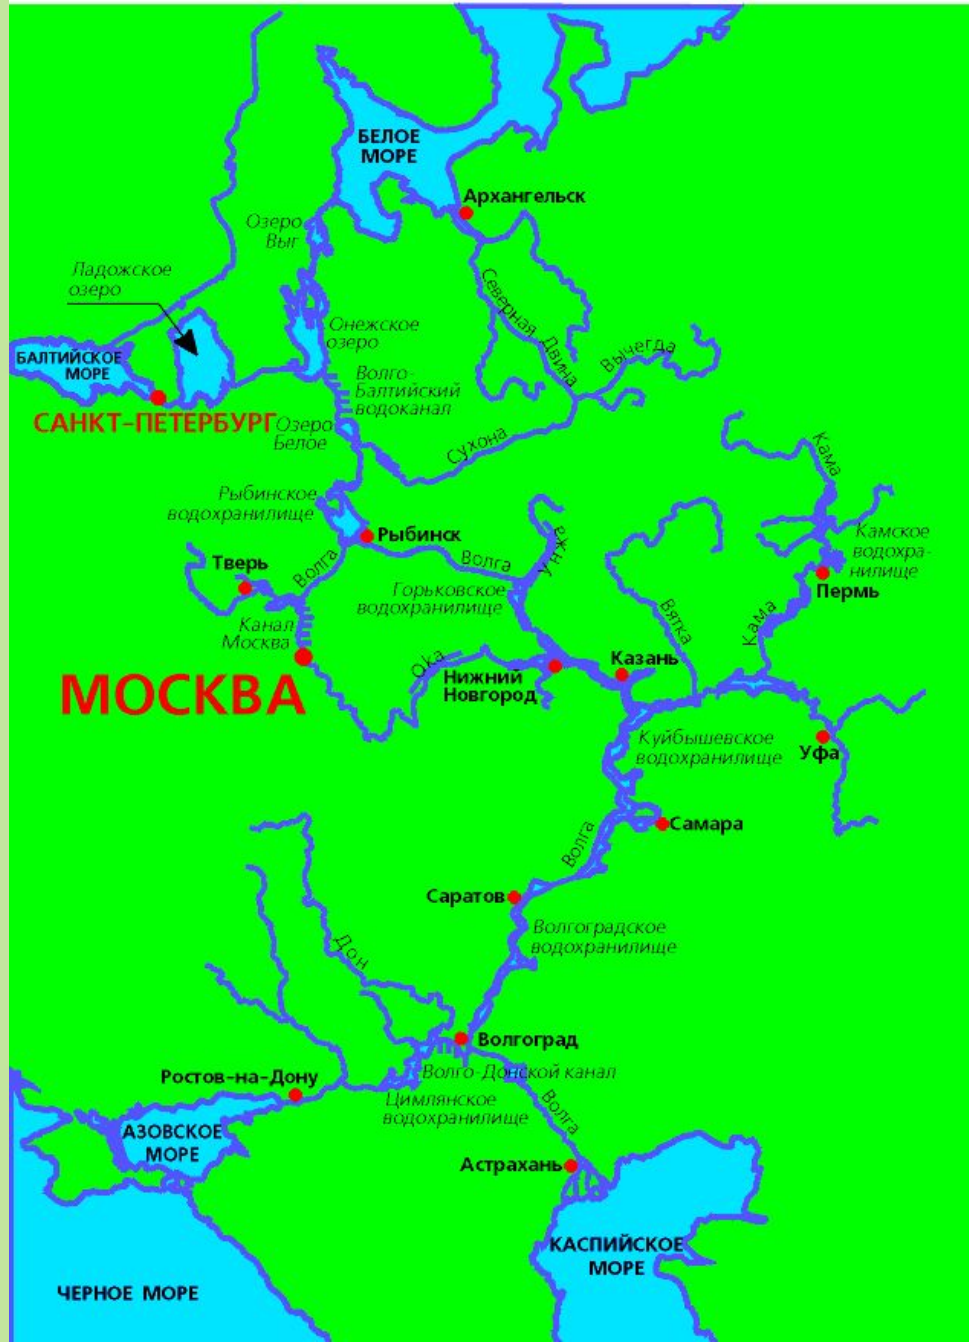 БЕЛОЕ
МОРЕ
Архангельск
Озеро
Выг
Ладожское
озеро
Северная Двина
Онежское
озеро
Вычегда
БАЛТИЙСКОЕ
МОРЕ
Волго-
Балтийский
водоканал
САНКТ-ПЕТЕРБУРГ
Озеро
Белое
Сухона
Кама
Рыбинское
водохранилище
Рыбинск
Камское
водохра-
нилище
Унжа
Тверь
Волга
Волга
Горьковское
водохранилище
Пермь
Вятка
Кама
Канал
Москва
Ока
Казань
Нижний
Новгород
МОСКВА
Куйбышевское
водохранилище
Уфа
Самара
Волга
Саратов
Волгоградское
водохранилище
Дон
Волгоград
Волго-Донской канал
Ростов-на-Дону
Цимлянское
водохранилище
Волга
АЗОВСКОЕ
МОРЕ
Астрахань
КАСПИЙСКОЕ
МОРЕ
ЧЕРНОЕ МОРЕ